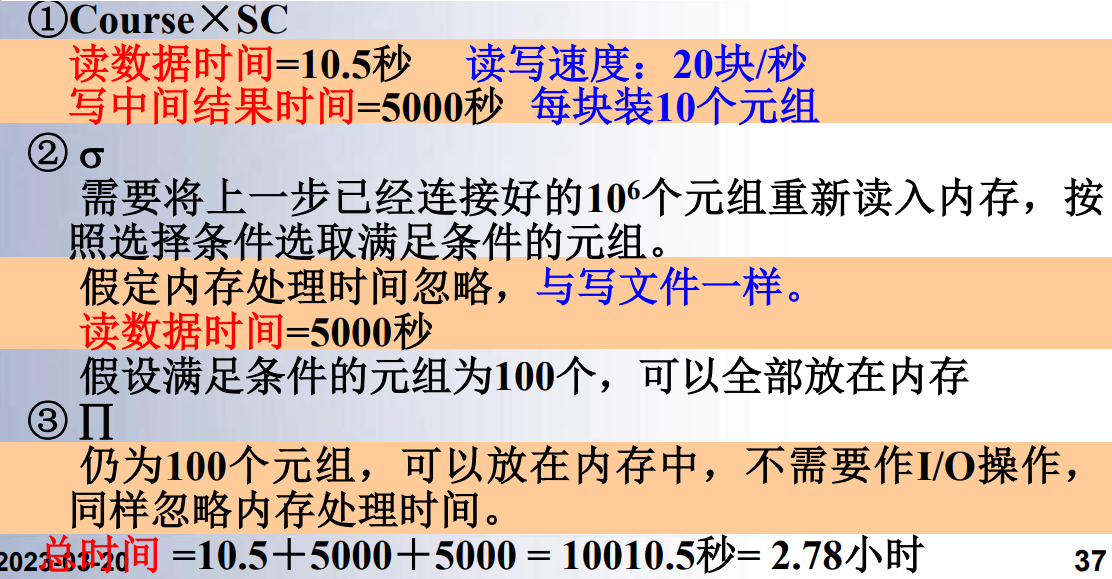 ①Course×SC
读数据时间=10.5秒 读写速度：20块/秒
写中间结果时间=5000秒 每块装10个元组
② σ
需要将上一步已经连接好的10⁶个元组重新读入内存，按
照选择条件选取满足条件的元组。
假定内存处理时间忽略，与写文件一样。
读数据时间=5000秒
假设满足条件的元组为100个，可以全部放在内存
③ ∏
仍为100个元组，可以放在内存中，不需要作I/O操作，
同样忽略内存处理时间。
总时间 =10.5＋5000＋5000 = 10010.5秒= 2.78小时
2023-03-20
37